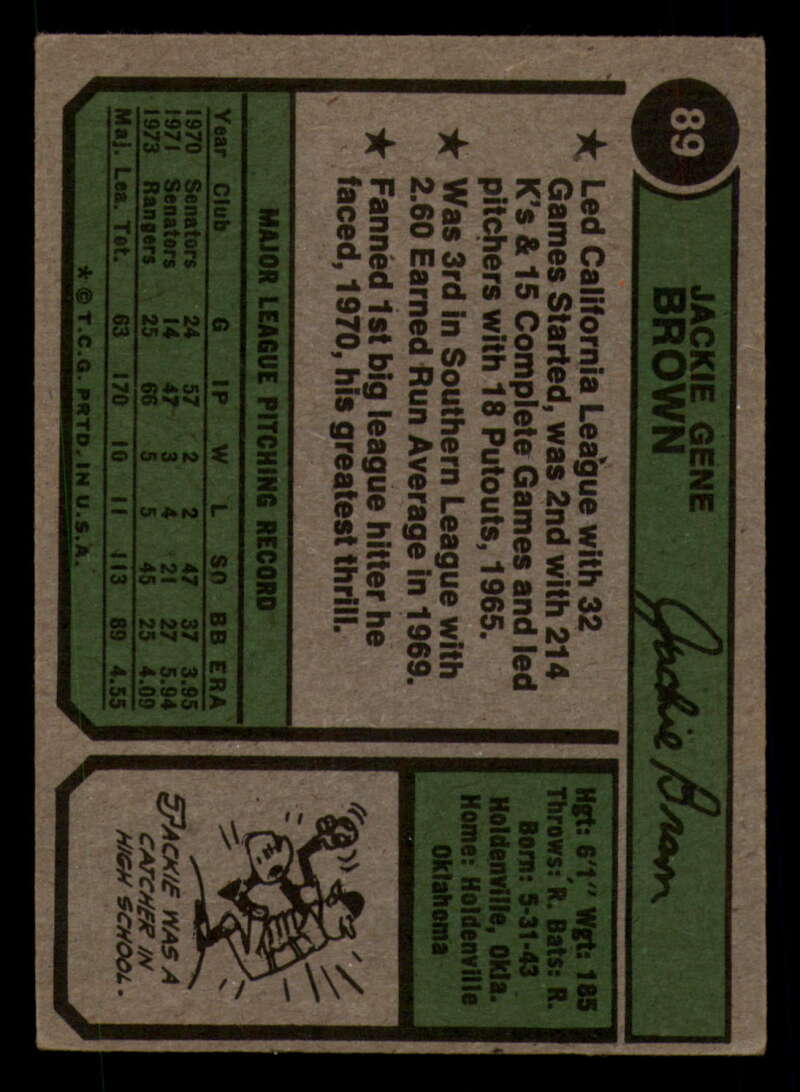 89
JACKIE GENE
BROWN
Jackie Brown
★ Led California League with 32
Games Started, was 2nd with 214
K's & 15 Complete Games and led
pitchers with 18 Putouts, 1965.
★ Was 3rd in Southern League with
2.60 Earned Run Average in 1969.
★ Fanned 1st big league hitter he
faced, 1970, his greatest thrill.
MAJOR LEAGUE PITCHING RECORD
Year Club G IP W L SO BB ERA
1970 Senators 24 57 2 2 47 37 3.95
1971 Senators 14 47 3 4 21 27 5.94
1973 Rangers 25 66 5 5 45 25 4.09
Maj. Lea. Tot. 63 170 10 11 113 89 4.55
* © T.C.G. PRTD. IN U.S.A.
Hgt: 6'1" Wgt: 185
Throws: R. Bats: R.
Born: 5-31-43
Holdenville, Okla.
Home: Holdenville
Oklahoma
JACKIE WAS A
CATCHER IN
HIGH SCHOOL.